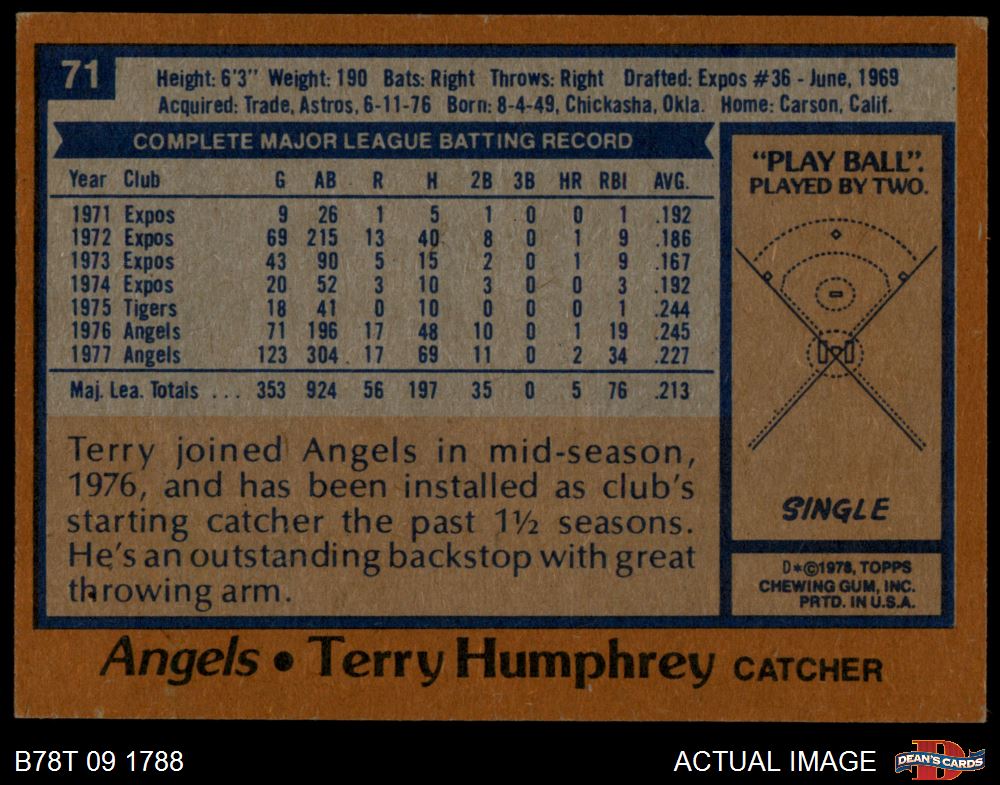 71
Height: 6'3" Weight: 190 Bats: Right Throws: Right Drafted: Expos #36 - June, 1969
Acquired: Trade, Astros, 6-11-76 Born: 8-4-49, Chickasha, Okla. Home: Carson, Calif.
COMPLETE MAJOR LEAGUE BATTING RECORD
Year Club G AB R H 2B 3B HR RBI AVG.
1971 Expos 9 26 1 5 1 0 0 1 .192
1972 Expos 69 215 13 40 8 0 1 9 .186
1973 Expos 43 90 5 15 2 0 1 9 .167
1974 Expos 20 52 3 10 3 0 0 3 .192
1975 Tigers 18 41 0 10 0 0 0 1 .244
1976 Angels 71 196 17 48 10 0 1 19 .245
1977 Angels 123 304 17 69 11 0 2 34 .227
Maj. Lea. Totals ... 353 924 56 197 35 0 5 76 .213
Terry joined Angels in mid-season,
1976, and has been installed as club's
starting catcher the past 1½ seasons.
He's an outstanding backstop with great
throwing arm.
"PLAY BALL".
PLAYED BY TWO.
SINGLE
D*©1978, TOPPS
CHEWING GUM, INC.
PRTD. IN U.S.A.
Angels • Terry Humphrey CATCHER
B78T 09 1788
ACTUAL IMAGE
D
DEAN'S CARDS